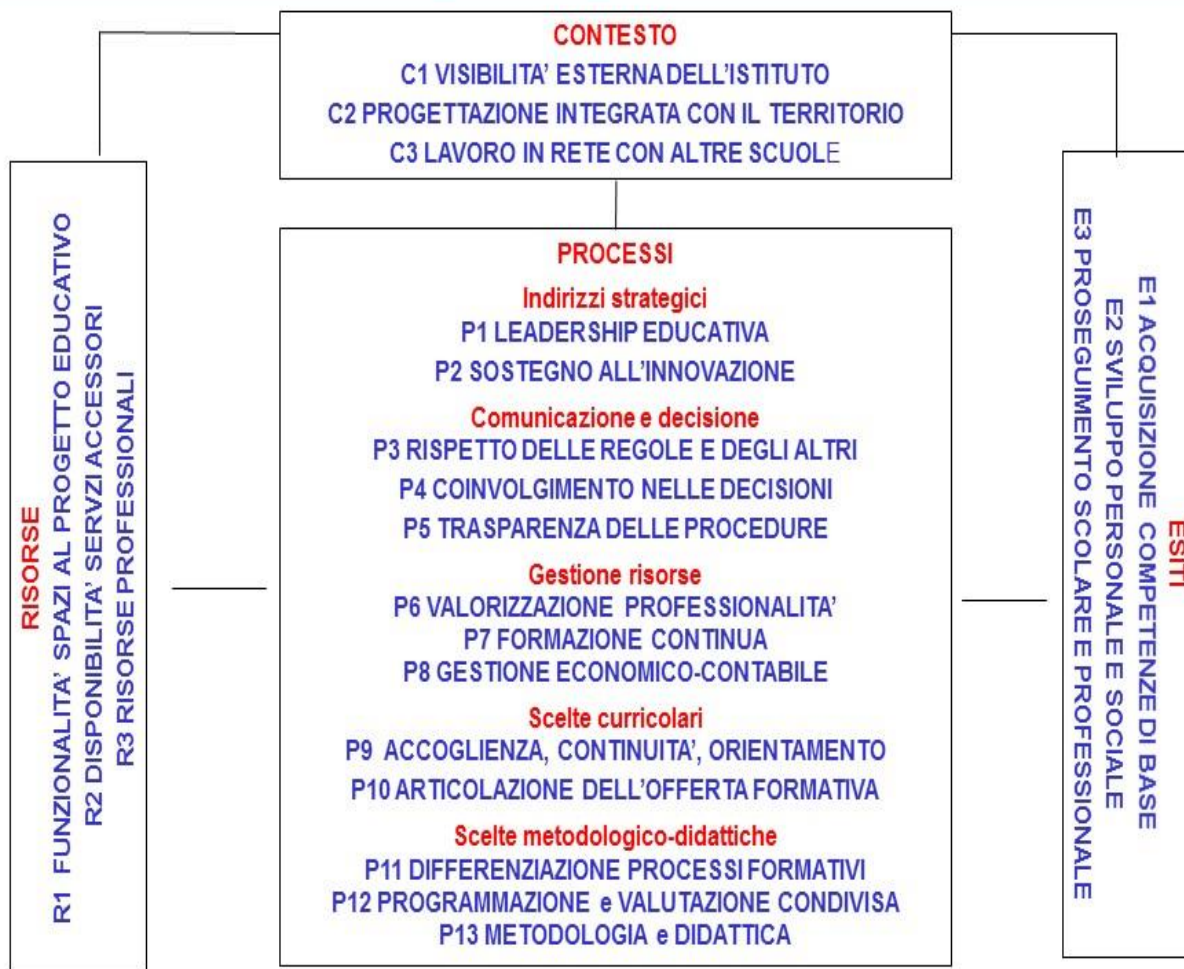 CONTESTO
C1 VISIBILITA' ESTERNA DELL'ISTITUTO
C2 PROGETTAZIONE INTEGRATA CON IL TERRITORIO
C3 LAVORO IN RETE CON ALTRE SCUOLE
RISORSE
R1 FUNZIONALITA' SPAZI AL PROGETTO EDUCATIVO
R2 DISPONIBILITA' SERVZI ACCESSORI
R3 RISORSE PROFESSIONALI
PROCESSI
Indirizzi strategici
P1 LEADERSHIP EDUCATIVA
P2 SOSTEGNO ALL'INNOVAZIONE
Comunicazione e decisione
P3 RISPETTO DELLE REGOLE E DEGLI ALTRI
P4 COINVOLGIMENTO NELLE DECISIONI
P5 TRASPARENZA DELLE PROCEDURE
Gestione risorse
P6 VALORIZZAZIONE PROFESSIONALITA'
P7 FORMAZIONE CONTINUA
P8 GESTIONE ECONOMICO-CONTABILE
Scelte curricolari
P9 ACCOGLIENZA, CONTINUITA', ORIENTAMENTO
P10 ARTICOLAZIONE DELL'OFFERTA FORMATIVA
Scelte metodologico-didattiche
P11 DIFFERENZIAZIONE PROCESSI FORMATIVI
P12 PROGRAMMAZIONE e VALUTAZIONE CONDIVISA
P13 METODOLOGIA e DIDATTICA
ESITI
E1 ACQUISIZIONE COMPETENZE DI BASE
E2 SVILUPPO PERSONALE E SOCIALE
E3 PROSEGUIMENTO SCOLARE E PROFESSIONALE